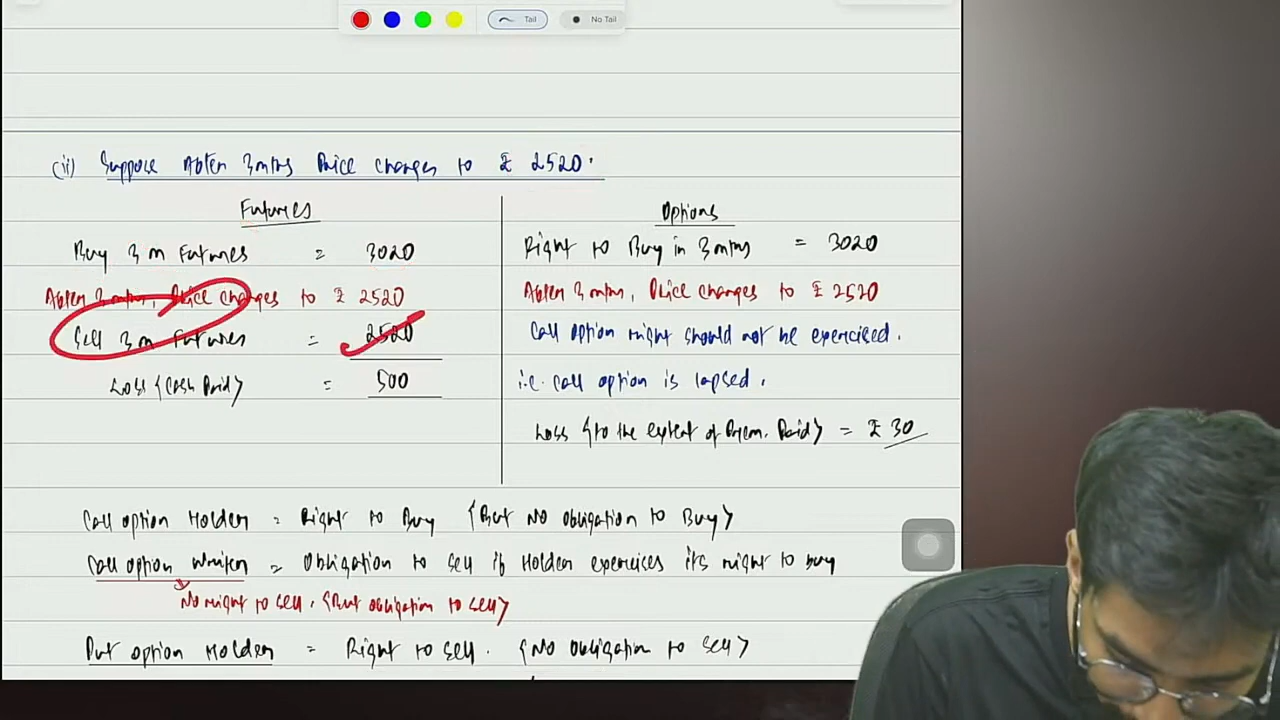 Tail
No Tail
(ii) Suppose After 3mths Price changes to ₹ 2520.
Futures
Buy 3 m Futures = 3020
After 3 mths, Price changes to ₹ 2520
Sell 3 m Futures = 2520
Loss {Cash Paid} = 500
Options
Right to Buy in 3mths = 3020
After 3 mths, Price changes to ₹ 2520
Call option right should not be exercised.
i.e. call option is lapsed.
Loss {to the extent of Prem. Paid} = ₹ 30
Call option Holder = Right to Buy {But No obligation to Buy}
Call option Writer = Obligation to sell if Holder exercises its right to buy
No right to sell. {But obligation to sell}
Put option Holder = Right to sell. {No obligation to sell}